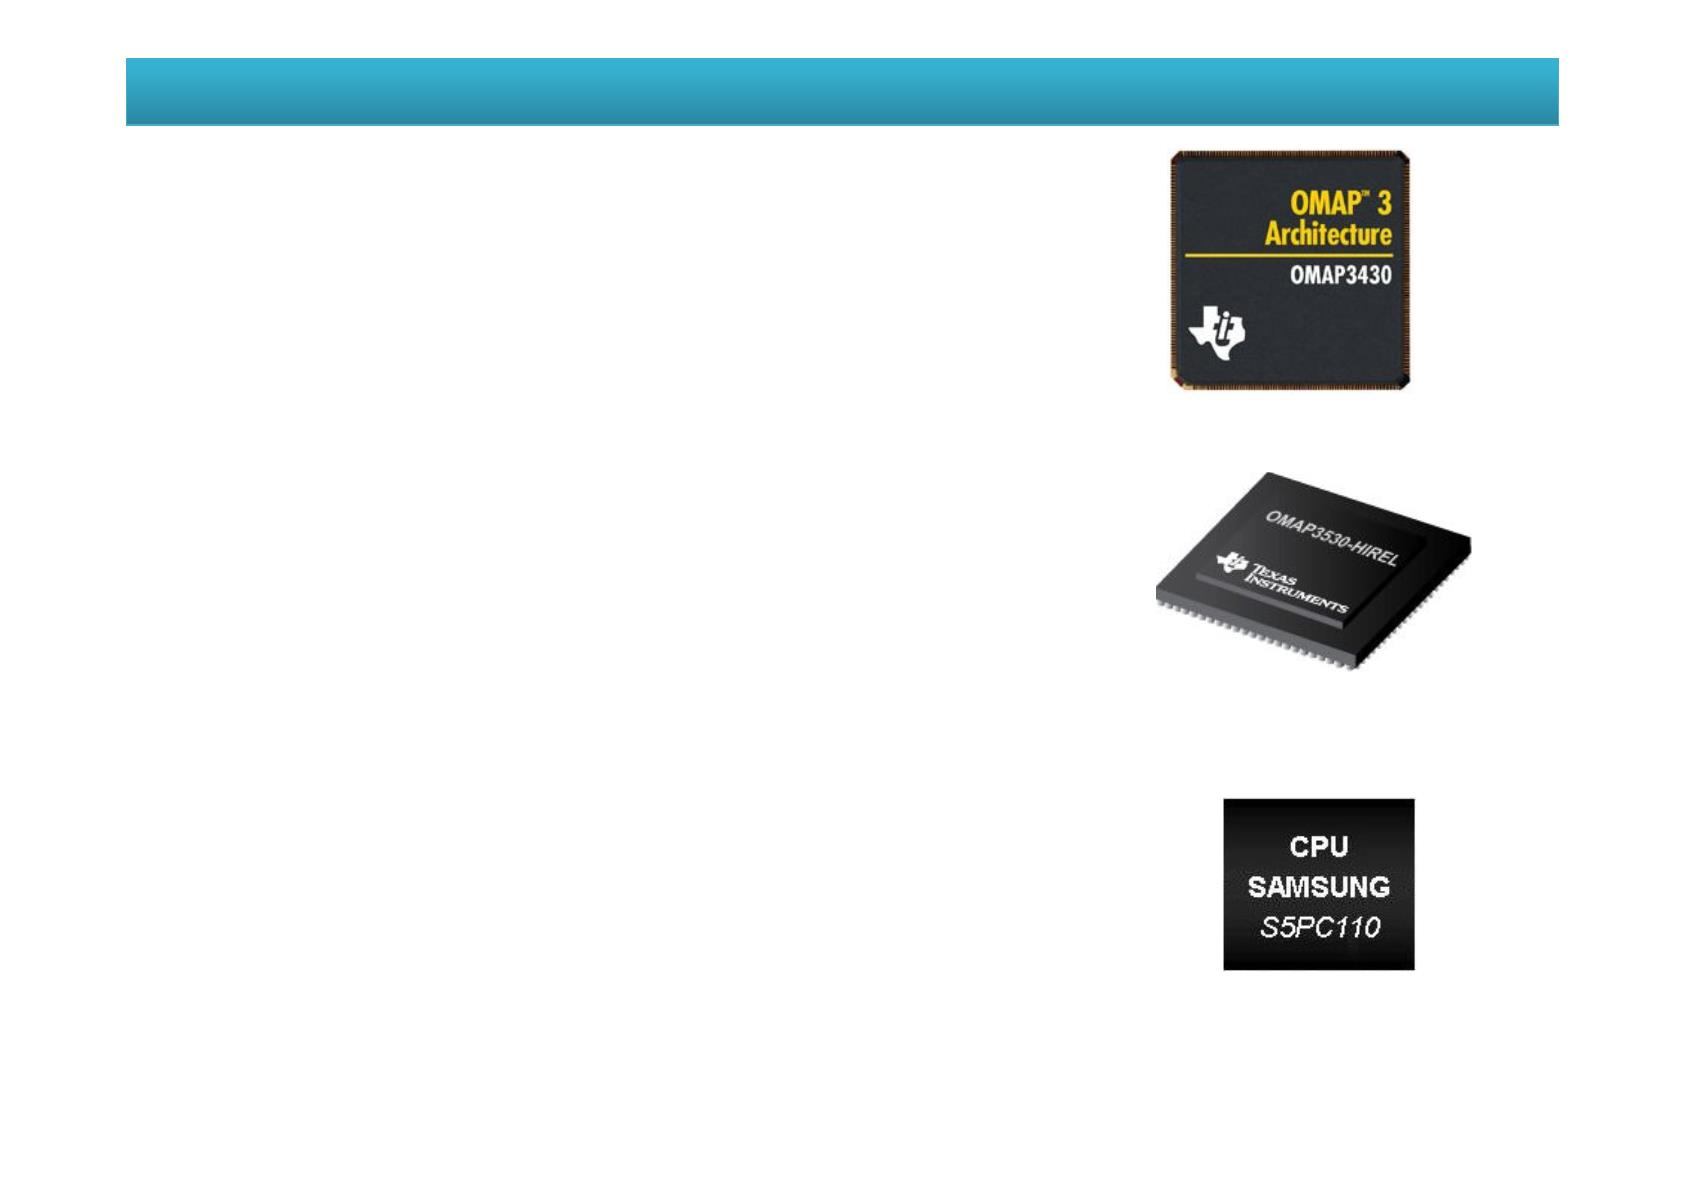 OMAP™ 3
Architecture
OMAP3430
OMAP3530-HIREL
TEXAS
INSTRUMENTS
CPU
SAMSUNG
S5PC110